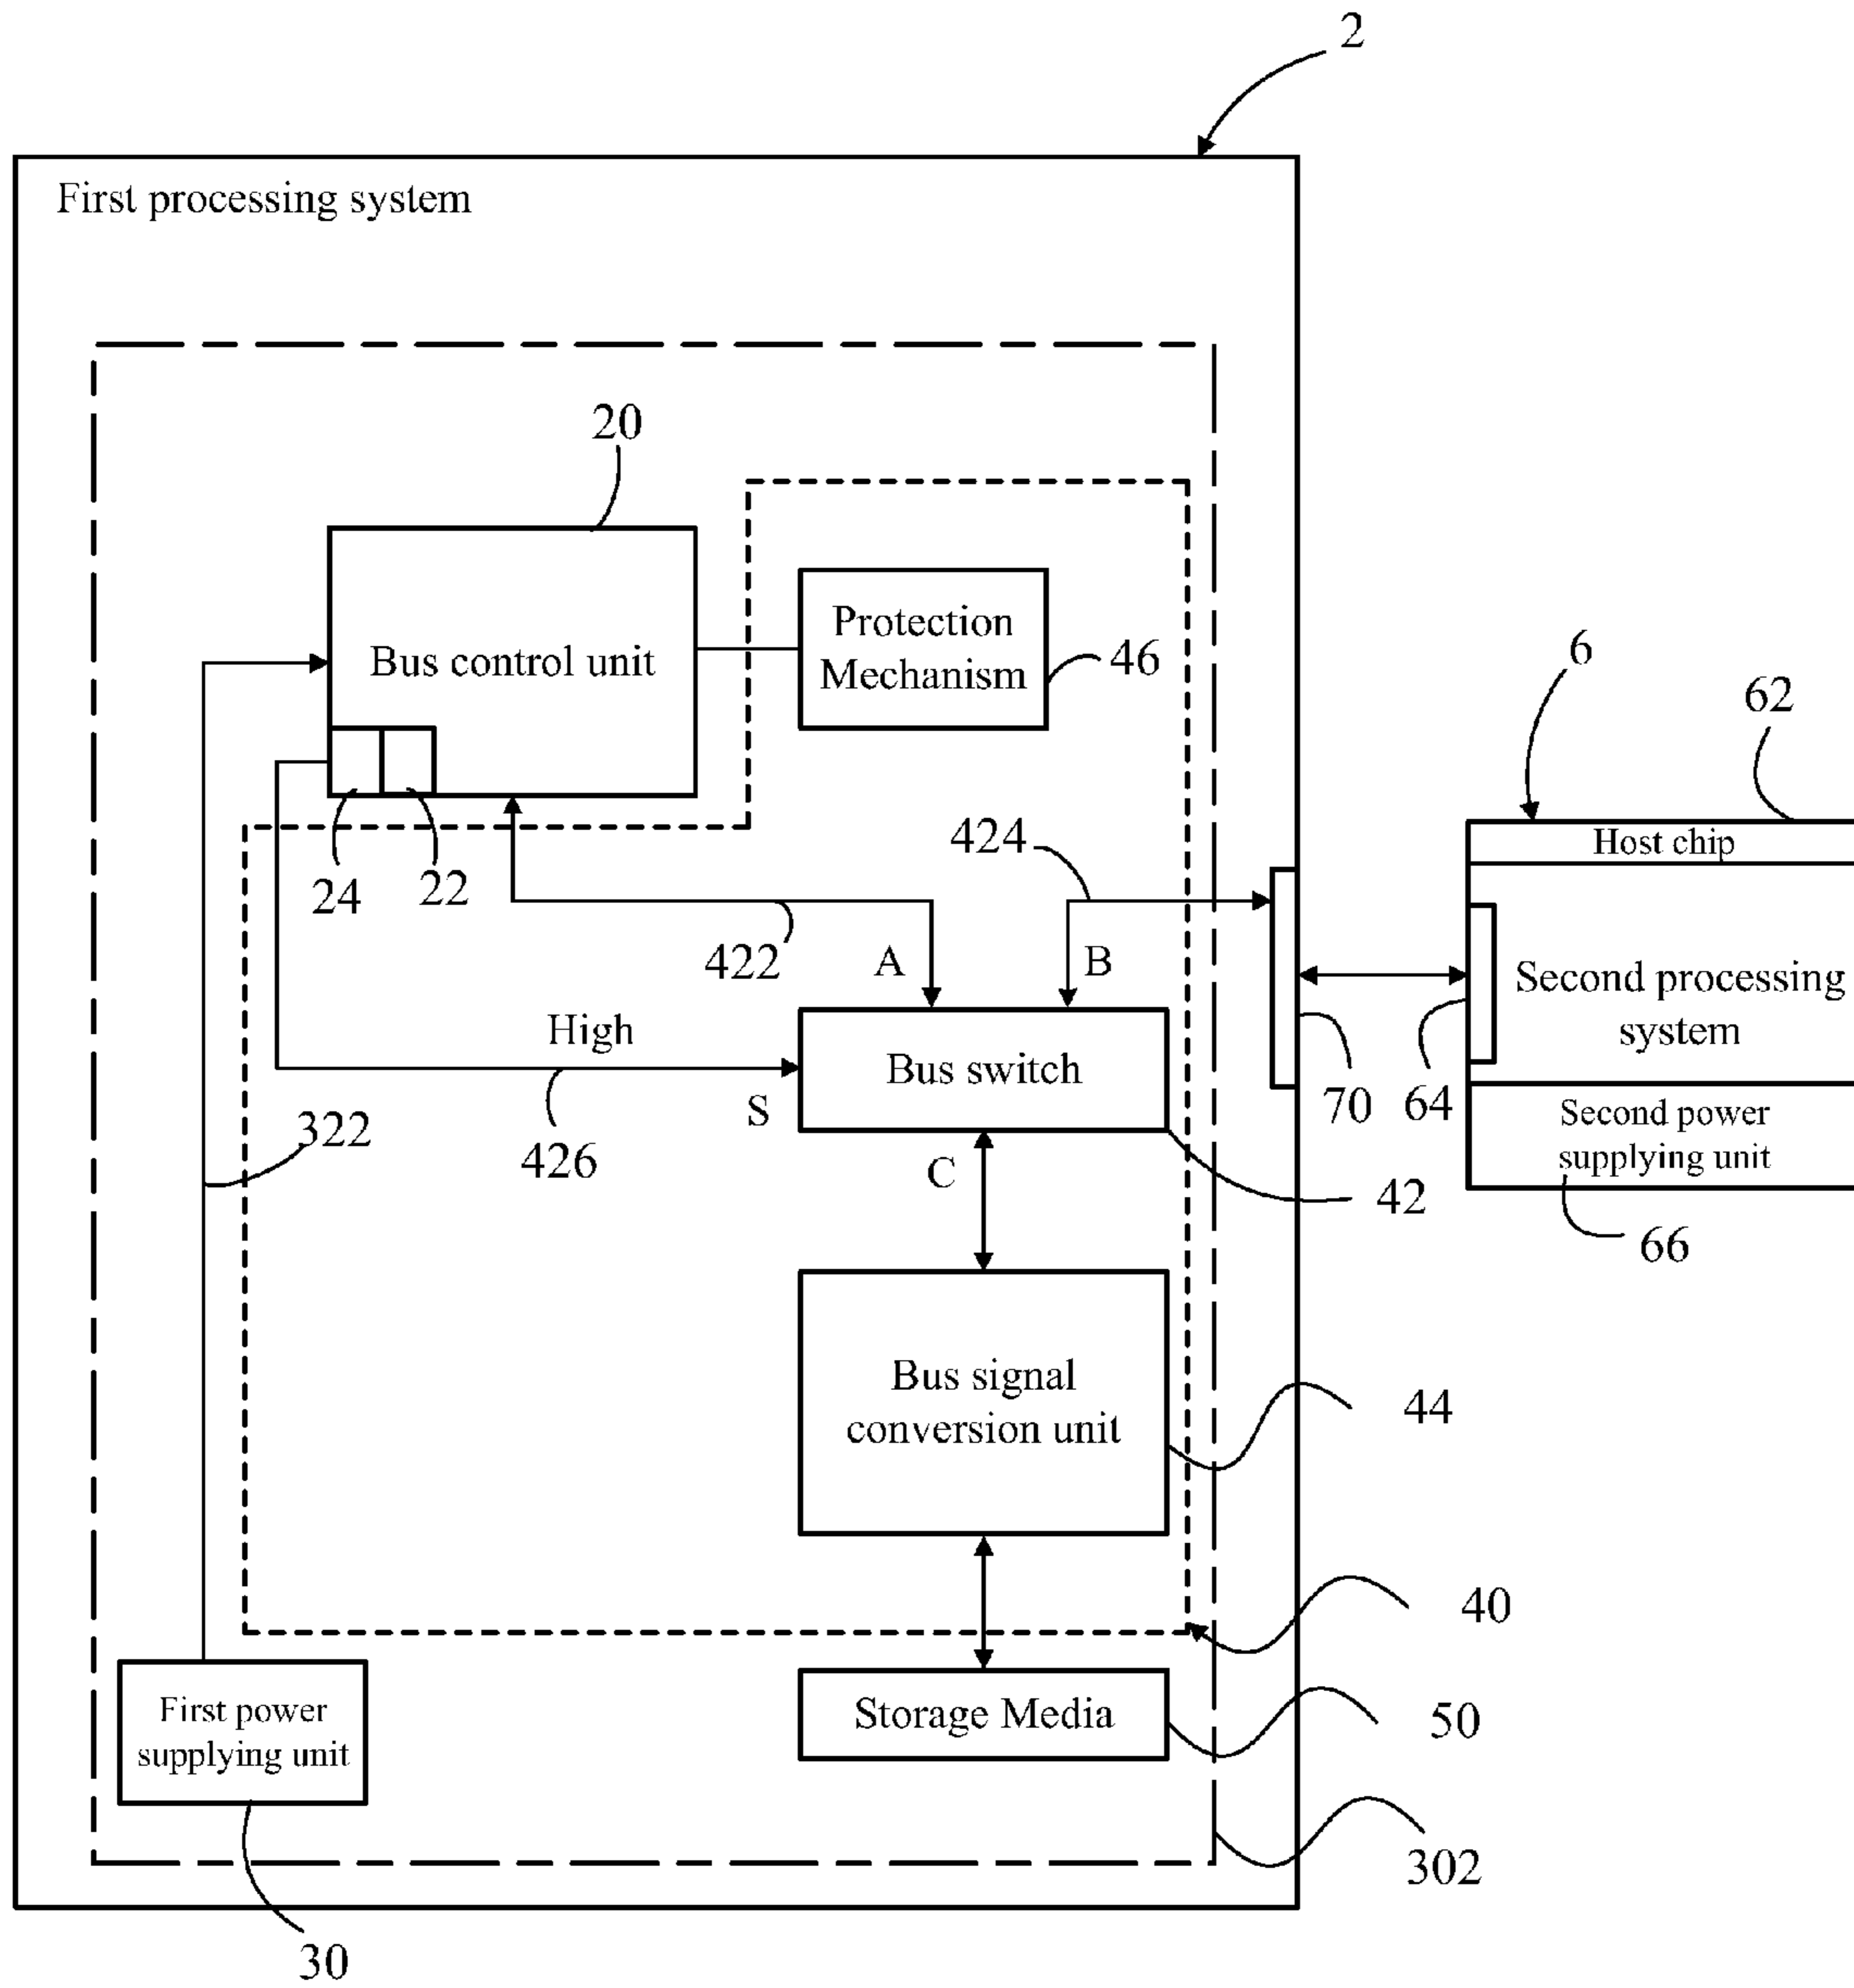 2
First processing system
20
Protection
Mechanism
46
Bus control unit
6
62
Host chip
24
22
424
422
A
B
Second processing
system
High
Bus switch
S
70
64
322
426
C
42
Second power
supplying unit
66
Bus signal
conversion unit
44
40
First power
supplying unit
Storage Media
50
302
30